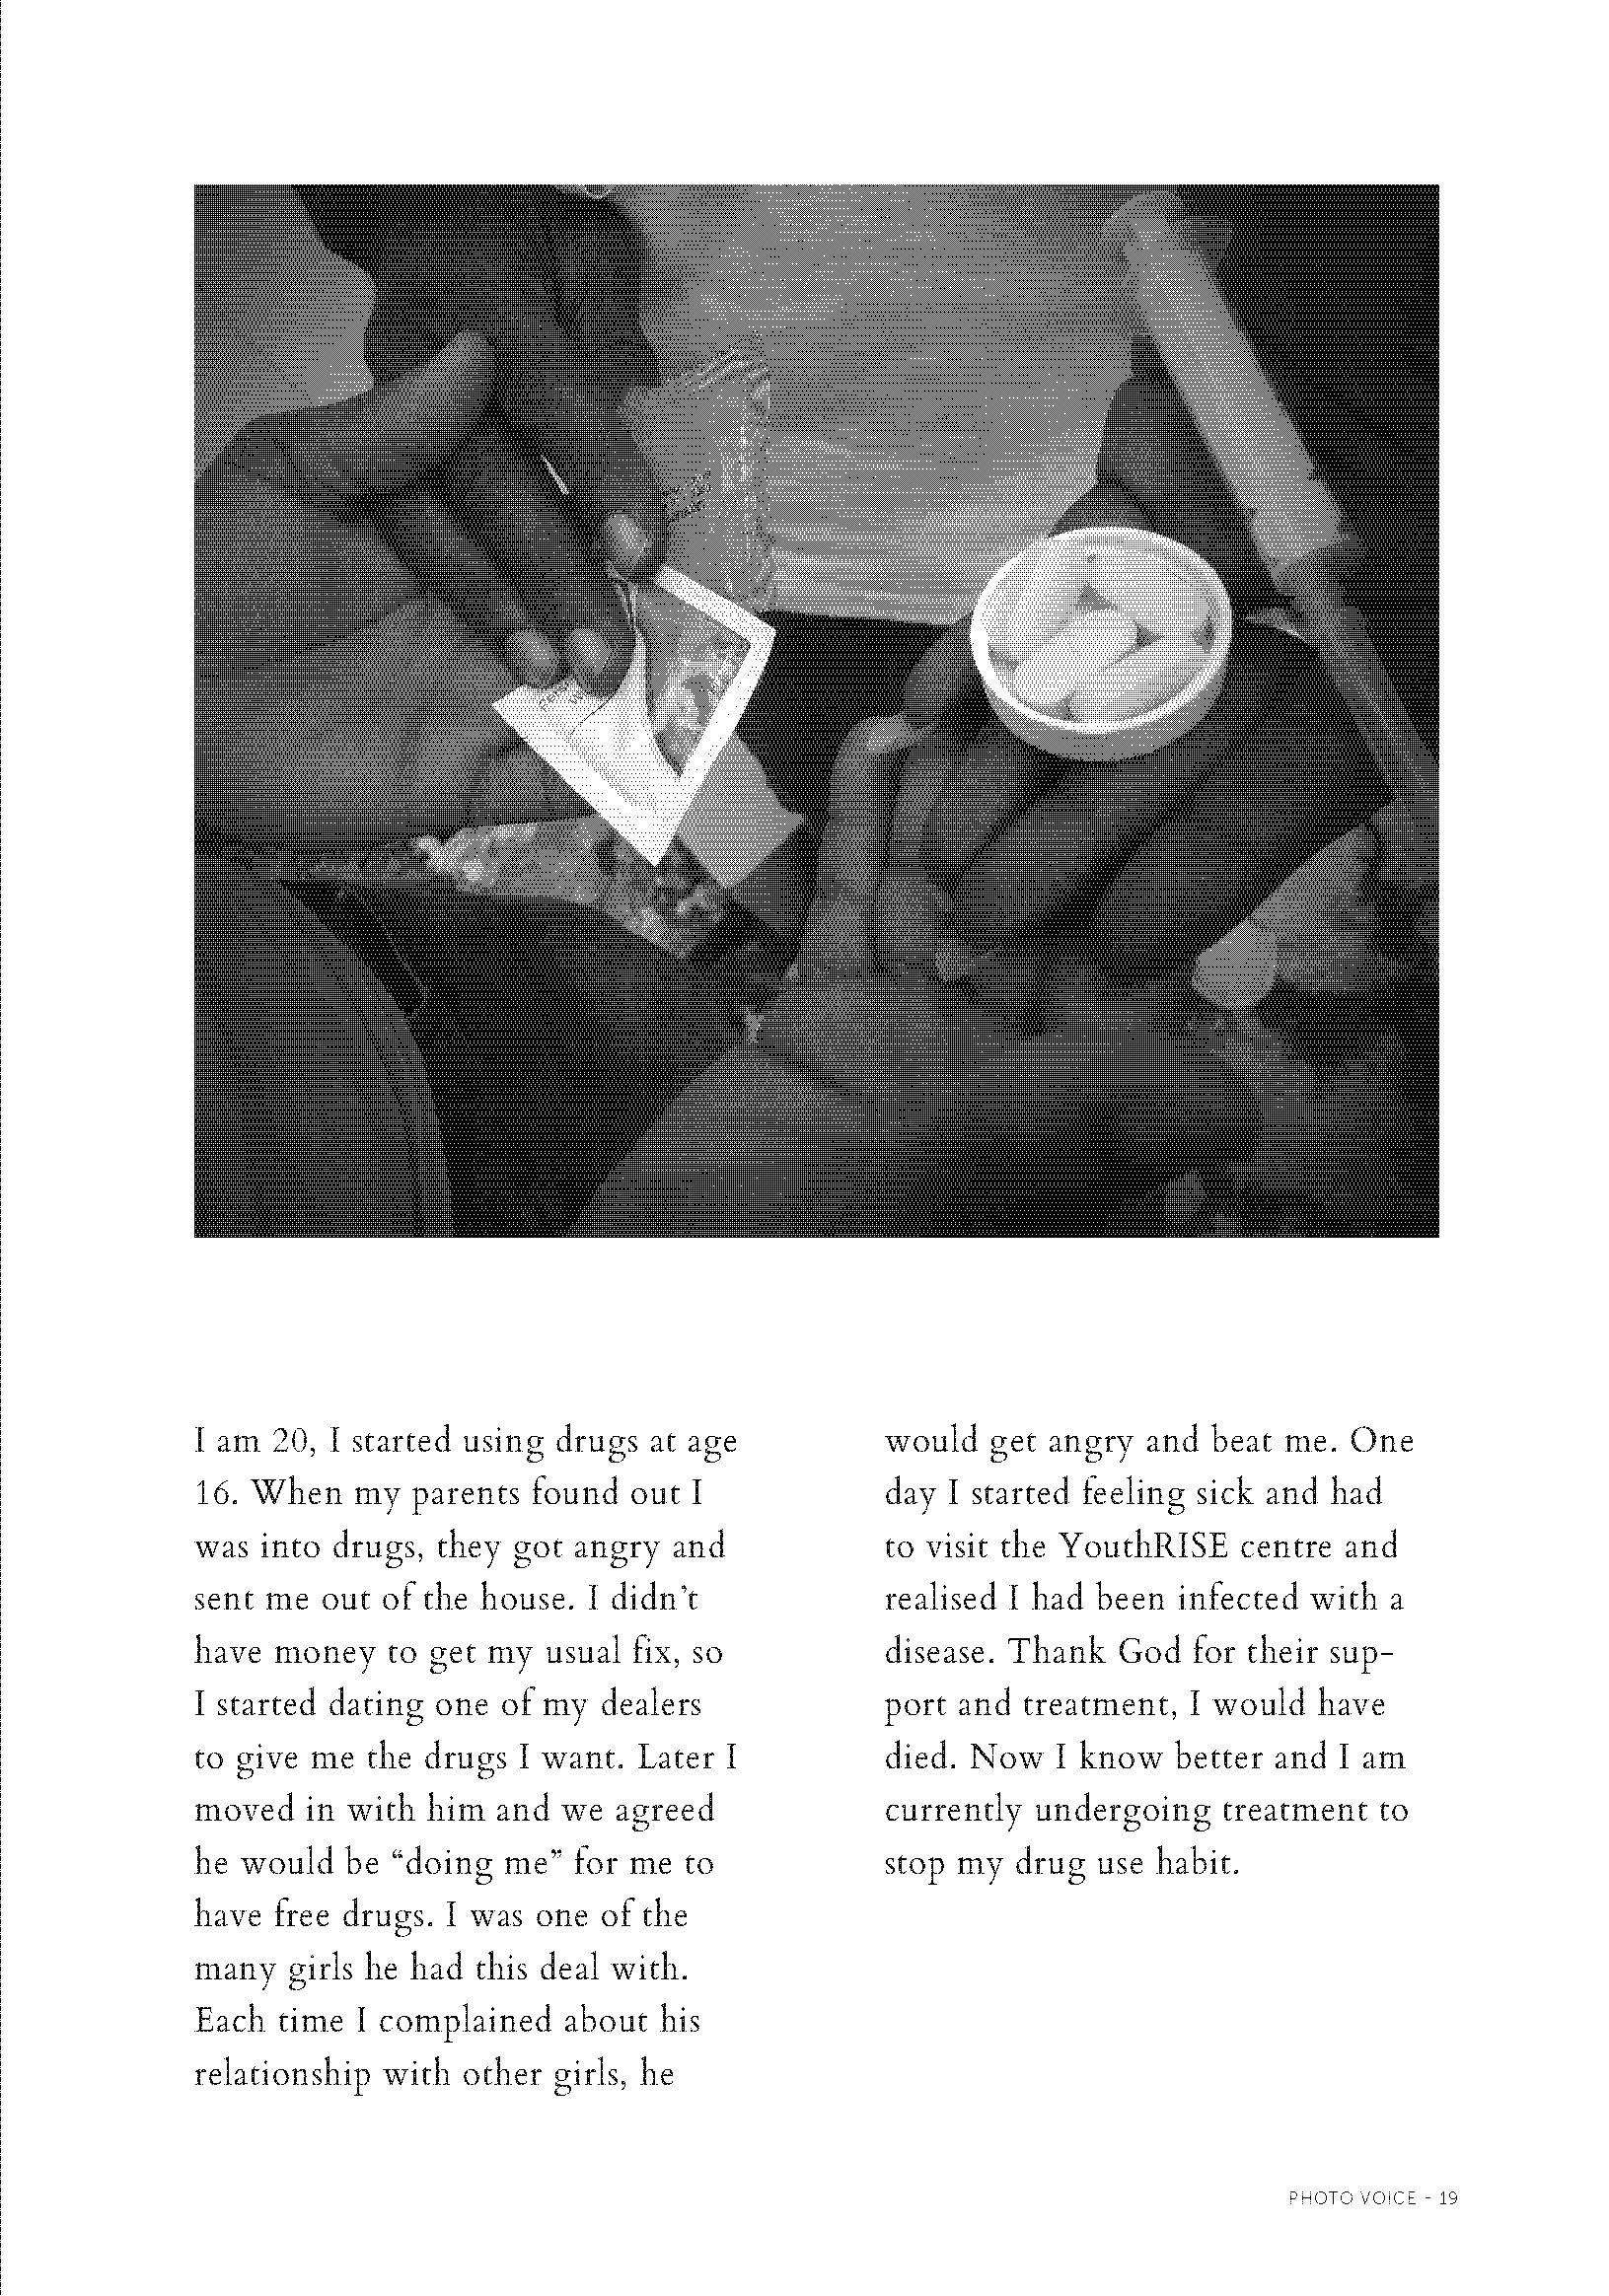 I am 20, I started using drugs at age
16. When my parents found out I
was into drugs, they got angry and
sent me out of the house. I didn't
have money to get my usual fix, so
I started dating one of my dealers
to give me the drugs I want. Later I
moved in with him and we agreed
he would be “doing me” for me to
have free drugs. I was one of the
many girls he had this deal with.
Each time I complained about his
relationship with other girls, he
would get angry and beat me. One
day I started feeling sick and had
to visit the YouthRISE centre and
realised I had been infected with a
disease. Thank God for their sup-
port and treatment, I would have
died. Now I know better and I am
currently undergoing treatment to
stop my drug use habit.
PHOTO VOICE - 19